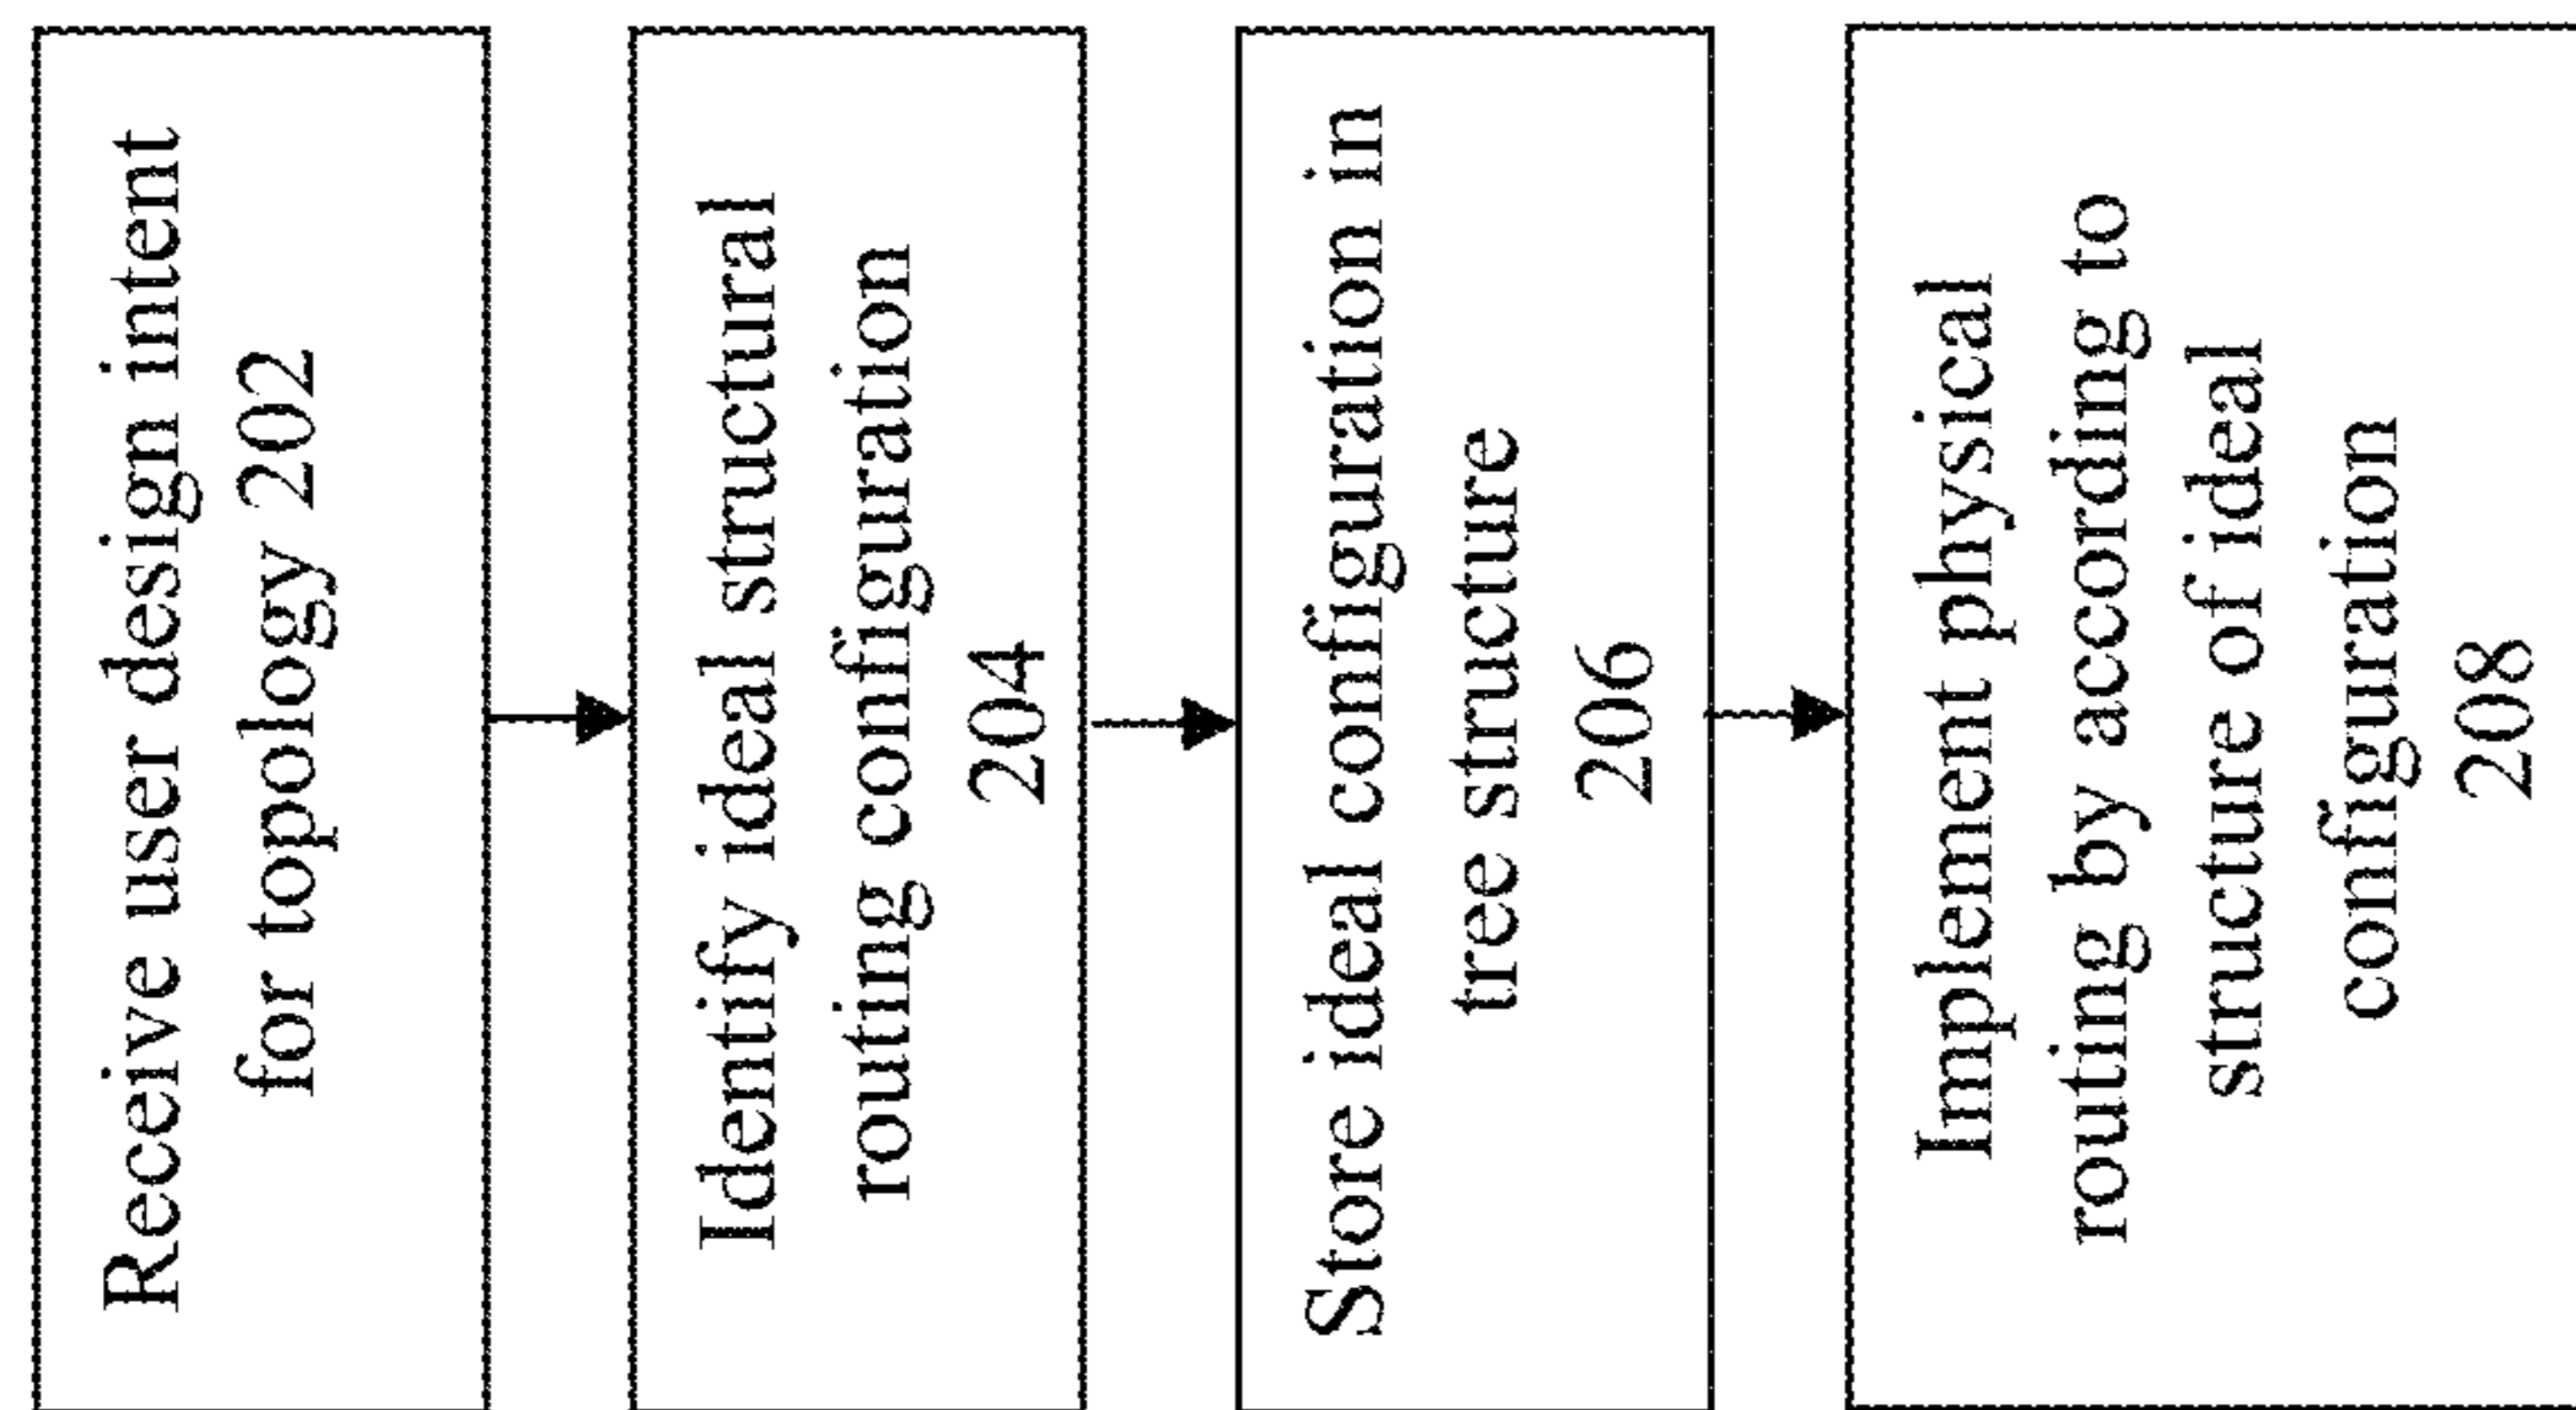 Receive user design intent
for topology 202
Identify ideal structural
routing configuration
204
Store ideal configuration in
tree structure
206
Implement physical
routing by according to
structure of ideal
configuration
208